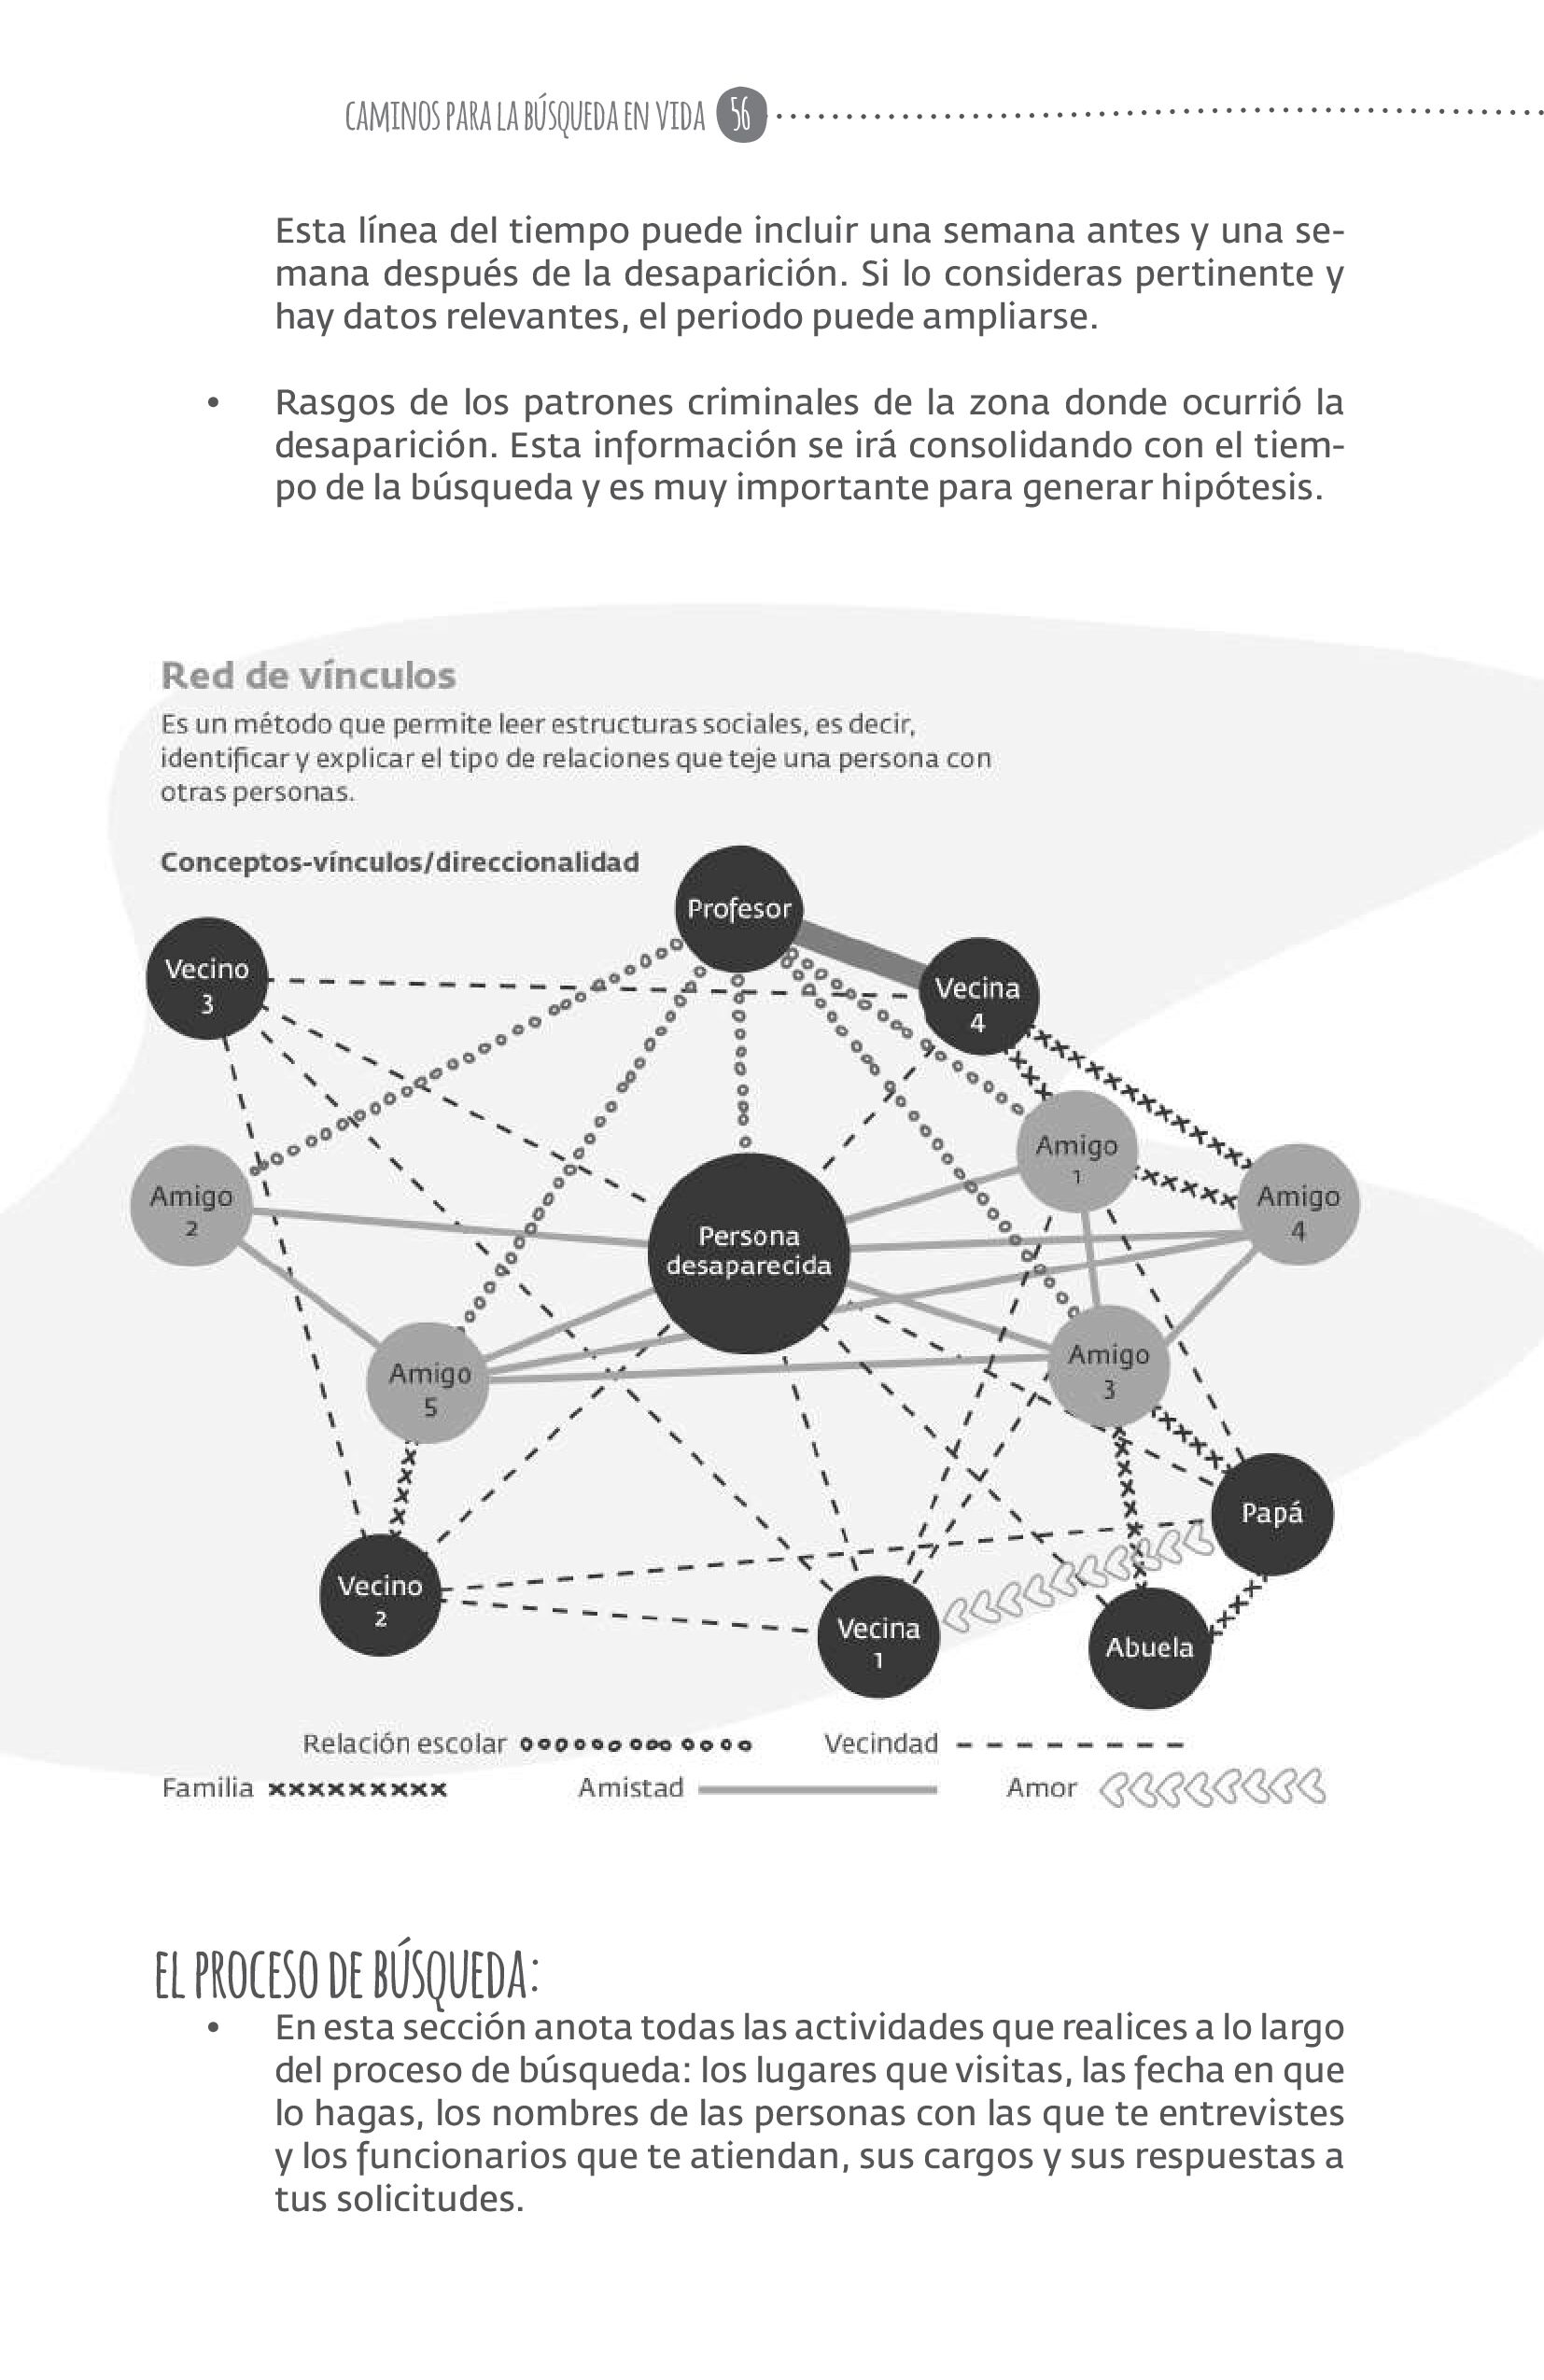 CAMINOS PARA LA BÚSQUEDA EN VIDA 56
Esta línea del tiempo puede incluir una semana antes y una se-
mana después de la desaparición. Si lo consideras pertinente y
hay datos relevantes, el periodo puede ampliarse.
• Rasgos de los patrones criminales de la zona donde ocurrió la
desaparición. Esta información se irá consolidando con el tiem-
po de la búsqueda y es muy importante para generar hipótesis.
Red de vínculos
Es un método que permite leer estructuras sociales, es decir,
identificar y explicar el tipo de relaciones que teje una persona con
otras personas.
Conceptos-vínculos/direccionalidad
Profesor
Vecino
3
Vecina
4
Amigo
1
Amigo
2
Amigo
4
Persona
desaparecida
Amigo
3
Amigo
5
Papá
Vecino
2
Vecina
1
Abuela
Relación escolar
Vecindad
Familia
Amistad
Amor
EL PROCESO DE BÚSQUEDA:
• En esta sección anota todas las actividades que realices a lo largo
del proceso de búsqueda: los lugares que visitas, las fecha en que
lo hagas, los nombres de las personas con las que te entrevistes
y los funcionarios que te atiendan, sus cargos y sus respuestas a
tus solicitudes.